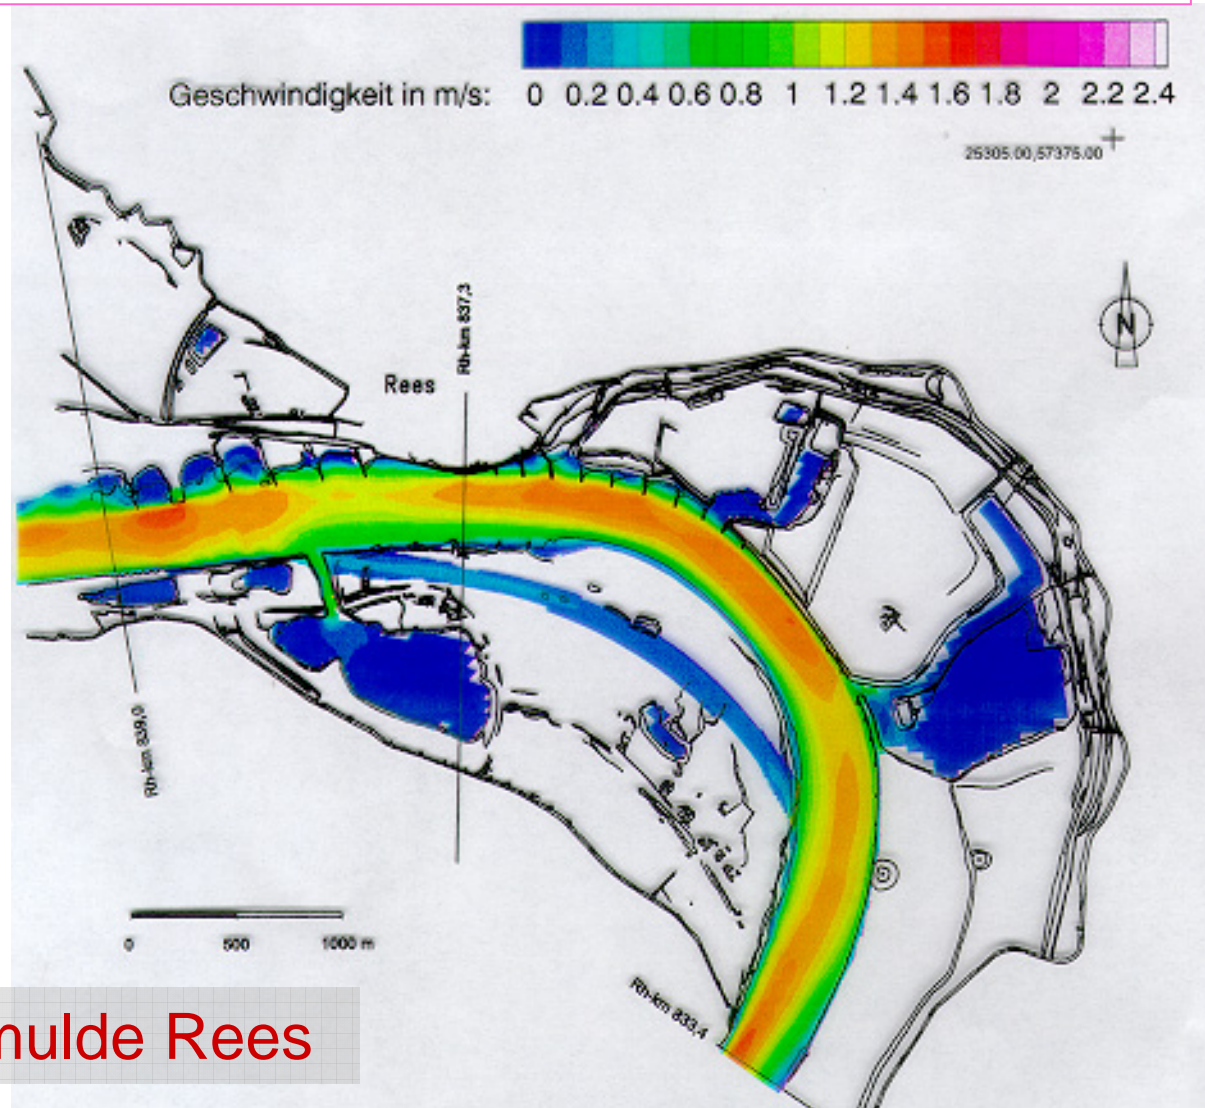 Geschwindigkeit in m/s: 0 0.2 0.4 0.6 0.8 1 1.2 1.4 1.6 1.8 2 2.2 2.4
25305.00,57375.00
N
Rh-km 837,3
Rees
Rh-km 839,0
0 500 1000 m
Rh-km 833,4
mulde Rees